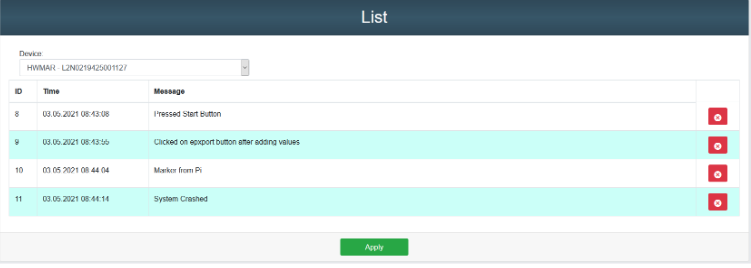 List
Device:
HWMAR - L2N0219425001127
ID Time Message
8 03.05.2021 08:43:08 Pressed Start Button
9 03.05.2021 08:43:55 Clicked on epxport button after adding values
10 03.05.2021 08:44:04 Marker from Pi
11 03.05.2021 08:44:14 System Crashed
Apply